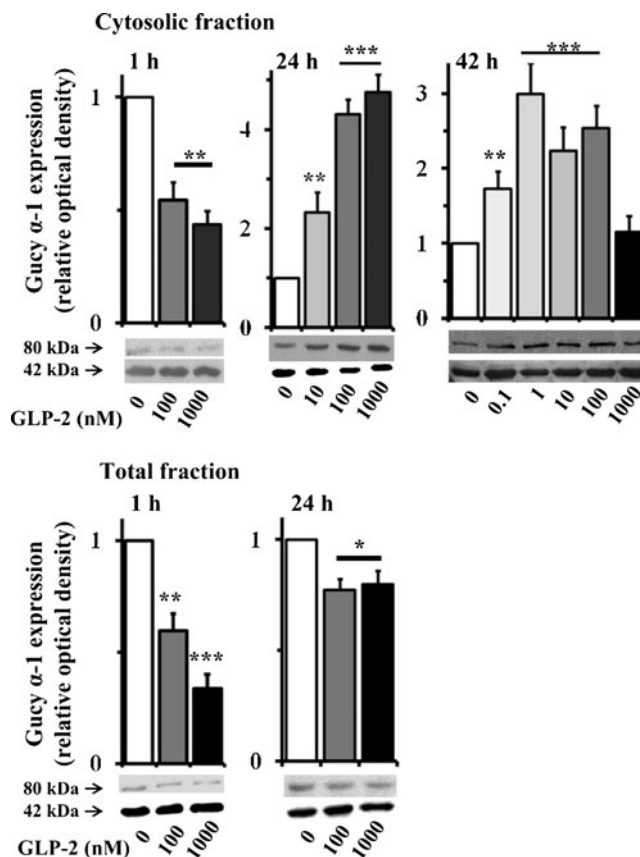 Cytosolic fraction
1 h
24 h
42 h
Gucy α-1 expression
(relative optical density)
1
0
**
4
2
0
**
***
3
2
1
0
**
***
80 kDa →
42 kDa →
GLP-2 (nM)
0 100 1000
0 10 100 1000
0 0.1 1 10 100 1000
Total fraction
1 h
24 h
Gucy α-1 expression
(relative optical density)
1
0
**
***
1
0
*
80 kDa →
42 kDa →
GLP-2 (nM)
0 100 1000
0 100 1000